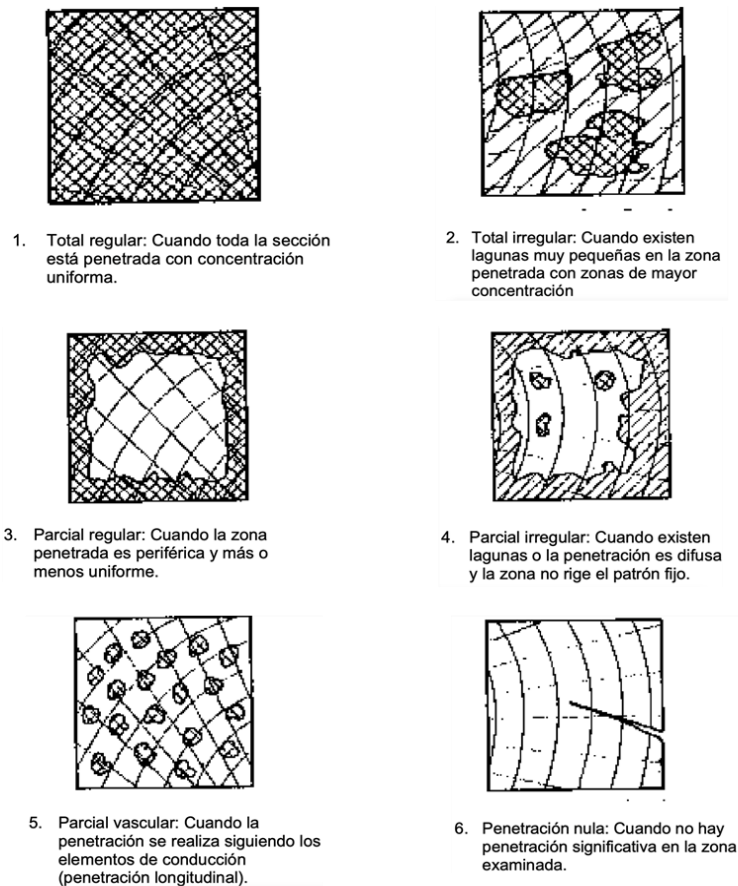 1. Total regular: Cuando toda la sección
está penetrada con concentración
uniforma.
2. Total irregular: Cuando existen
lagunas muy pequeñas en la zona
penetrada con zonas de mayor
concentración
3. Parcial regular: Cuando la zona
penetrada es periférica y más o
menos uniforme.
4. Parcial irregular: Cuando existen
lagunas o la penetración es difusa
y la zona no rige el patrón fijo.
5. Parcial vascular: Cuando la
penetración se realiza siguiendo los
elementos de conducción
(penetración longitudinal).
6. Penetración nula: Cuando no hay
penetración significativa en la zona
examinada.